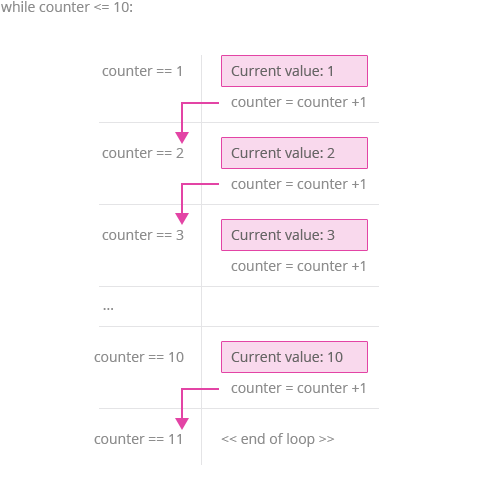 while counter <= 10:
counter == 1 Current value: 1
counter = counter +1
counter == 2 Current value: 2
counter = counter +1
counter == 3 Current value: 3
counter = counter +1
...
counter == 10 Current value: 10
counter = counter +1
counter == 11 << end of loop >>